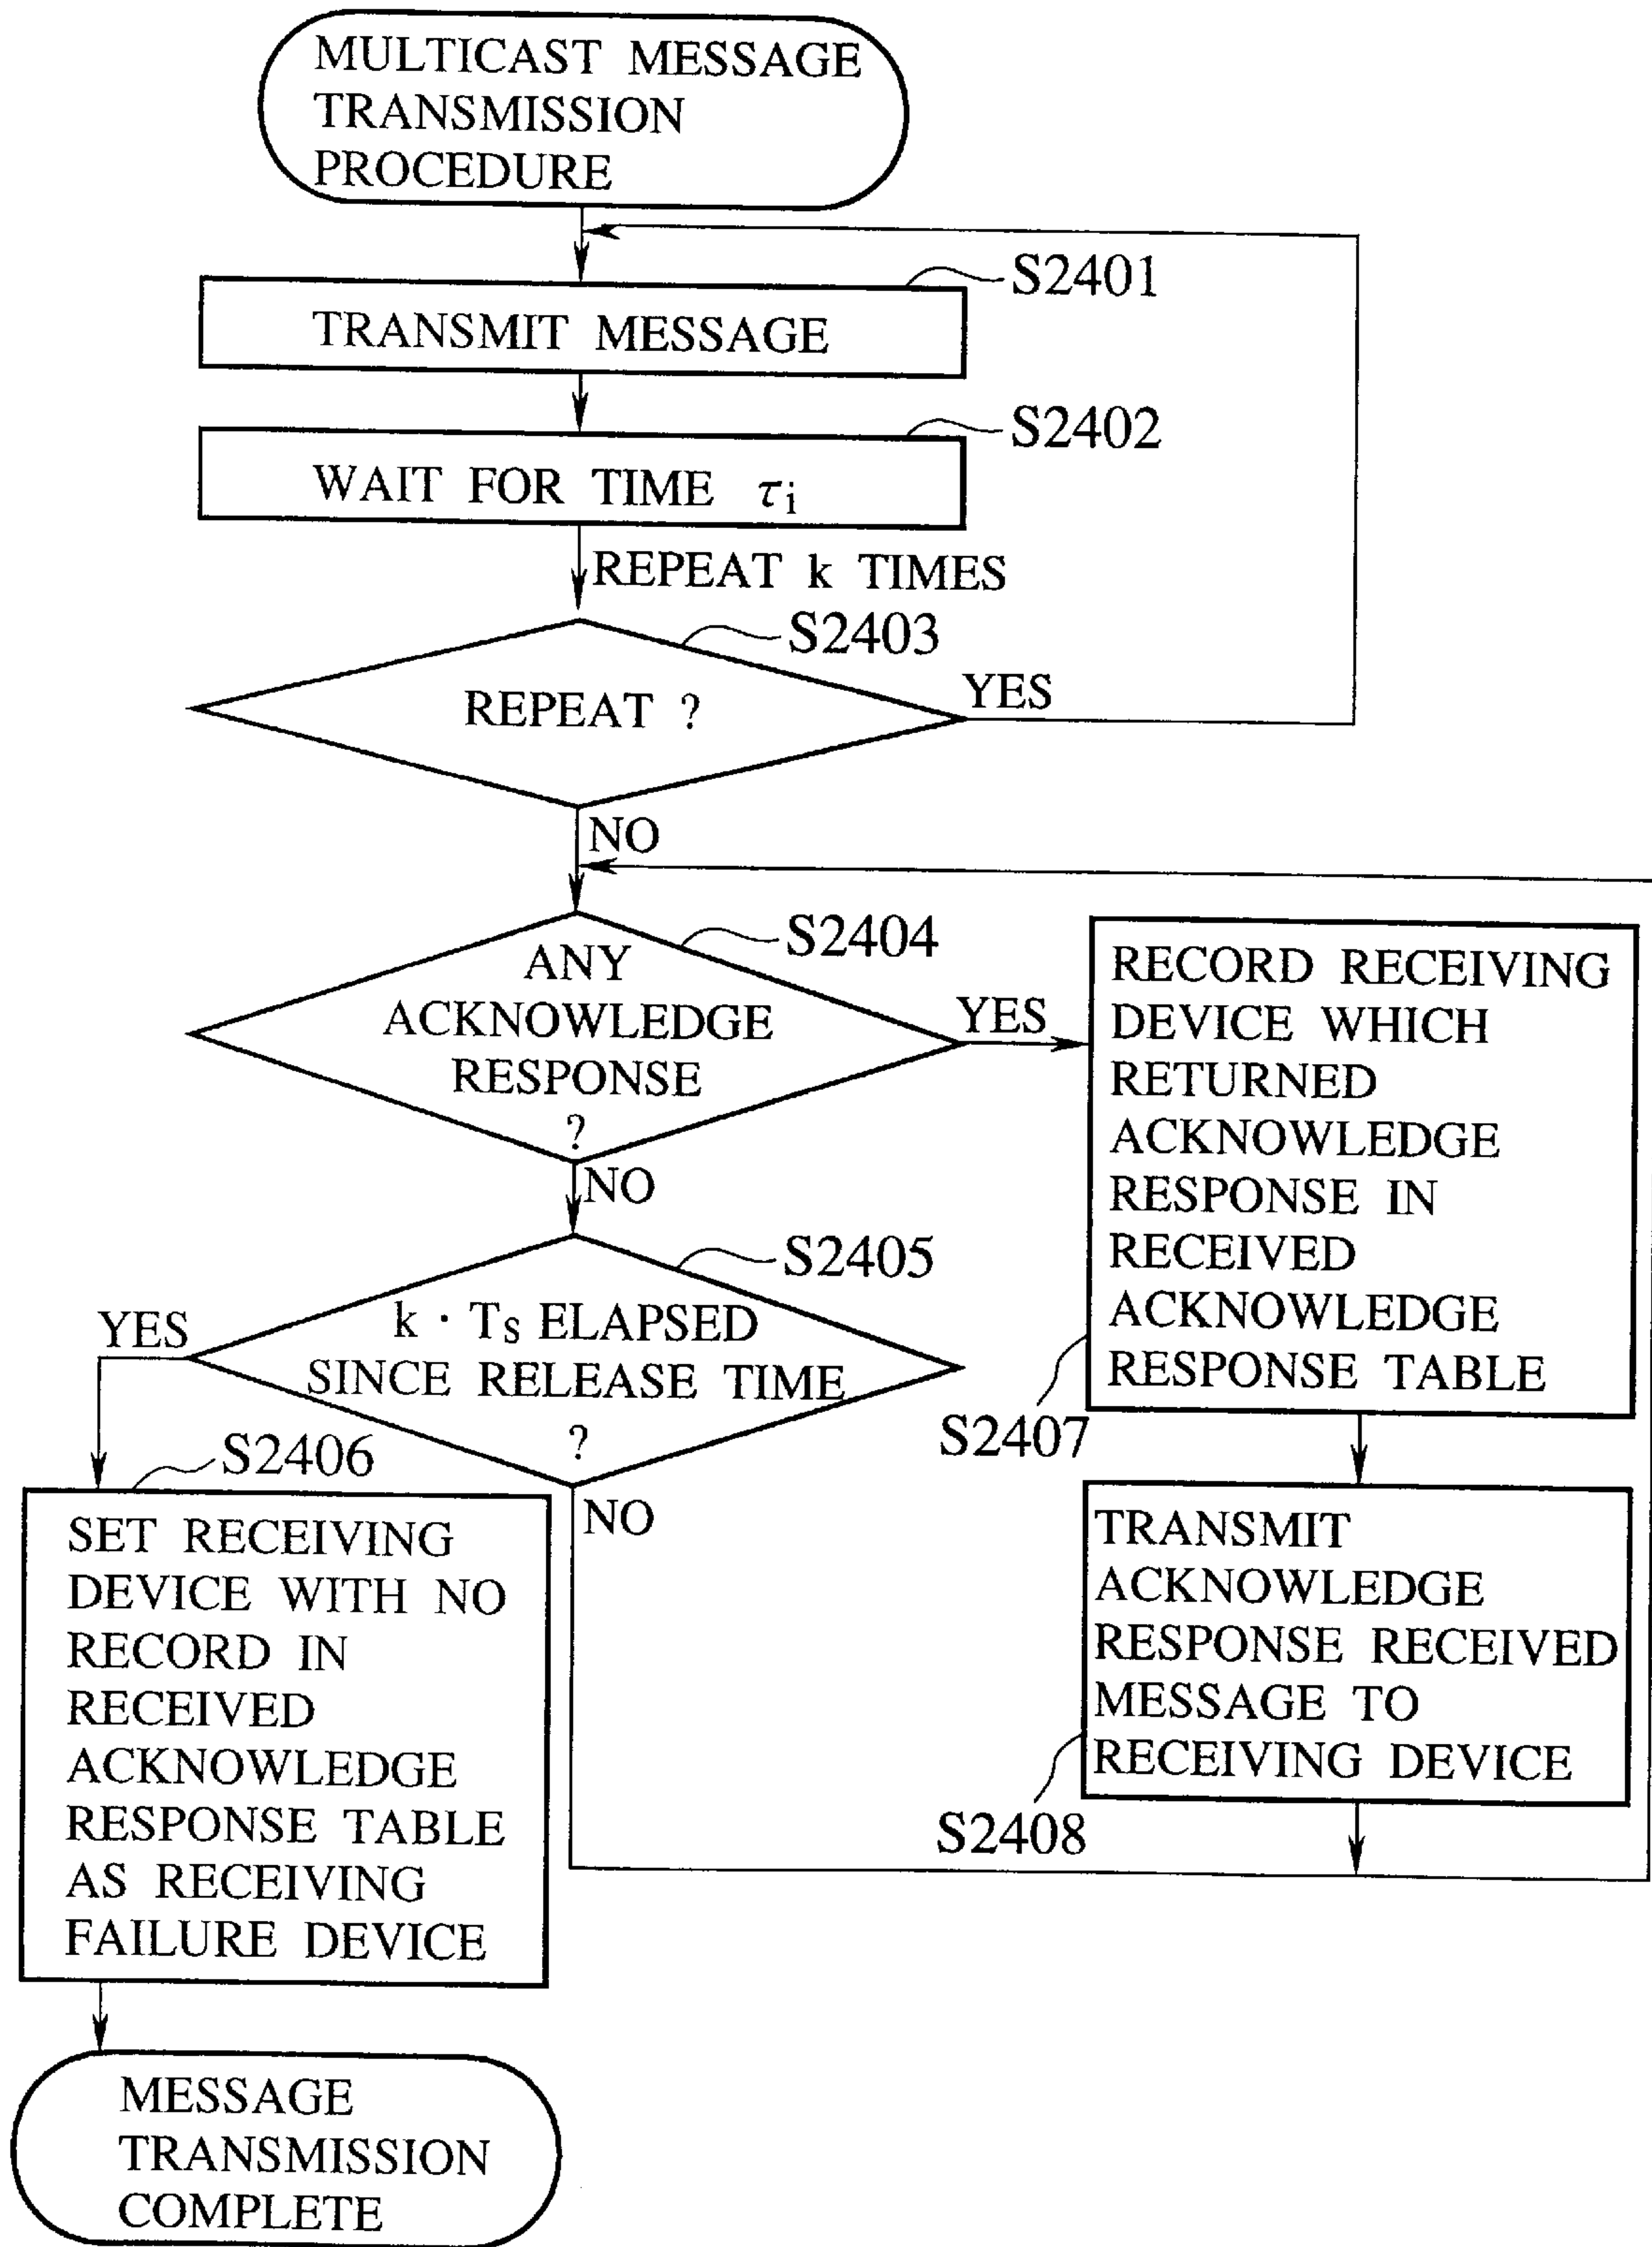 MULTICAST MESSAGE
TRANSMISSION
PROCEDURE
S2401
TRANSMIT MESSAGE
S2402
WAIT FOR TIME τi
REPEAT k TIMES
S2403
REPEAT ?
YES
NO
S2404
ANY
ACKNOWLEDGE
RESPONSE
?
YES
NO
RECORD RECEIVING
DEVICE WHICH
RETURNED
ACKNOWLEDGE
RESPONSE IN
RECEIVED
ACKNOWLEDGE
RESPONSE TABLE
S2407
S2405
k · Ts ELAPSED
SINCE RELEASE TIME
?
YES
NO
S2406
SET RECEIVING
DEVICE WITH NO
RECORD IN
RECEIVED
ACKNOWLEDGE
RESPONSE TABLE
AS RECEIVING
FAILURE DEVICE
TRANSMIT
ACKNOWLEDGE
RESPONSE RECEIVED
MESSAGE TO
RECEIVING DEVICE
S2408
MESSAGE
TRANSMISSION
COMPLETE